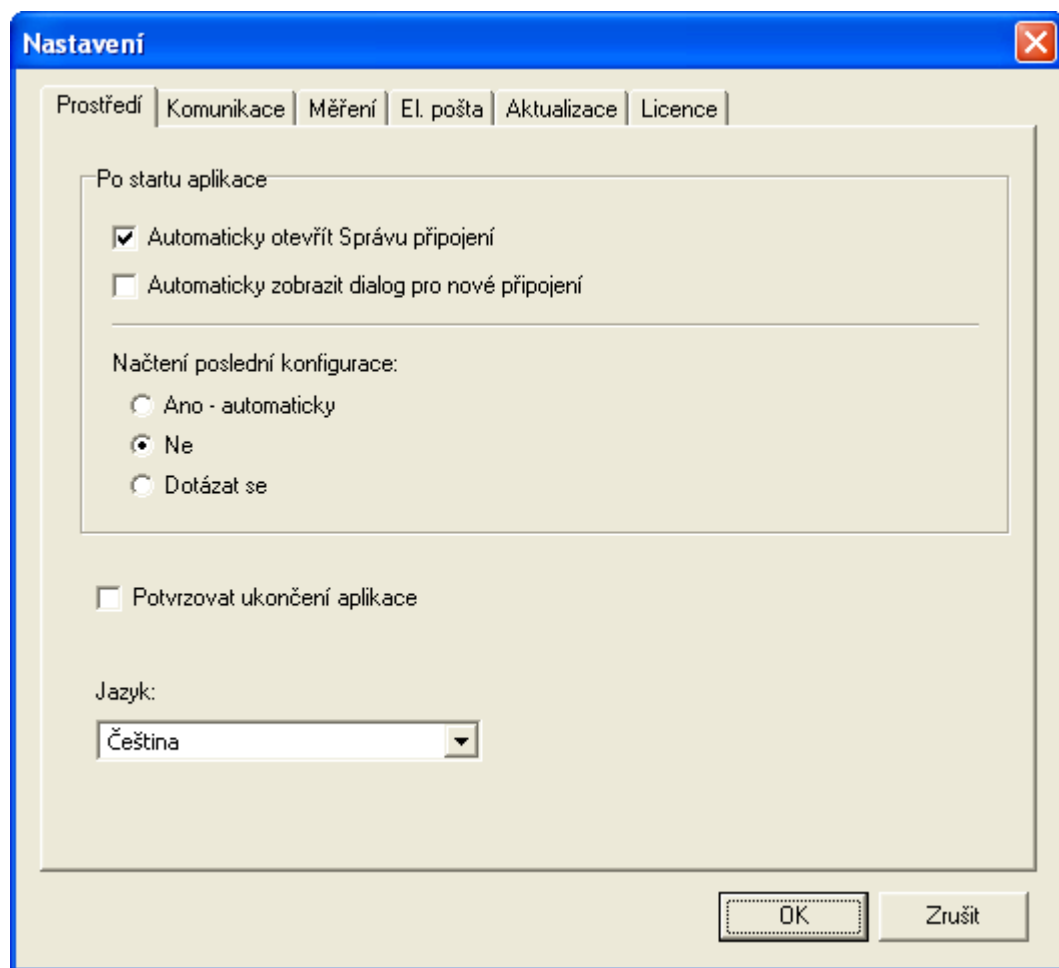 Nastavení
Prostředí Komunikace Měření El. pošta Aktualizace Licence
Po startu aplikace
Automaticky otevřít Správu připojení
Automaticky zobrazit dialog pro nové připojení
Načtení poslední konfigurace:
Ano - automaticky
Ne
Dotázat se
Potvrzovat ukončení aplikace
Jazyk:
Čeština
OK Zrušit